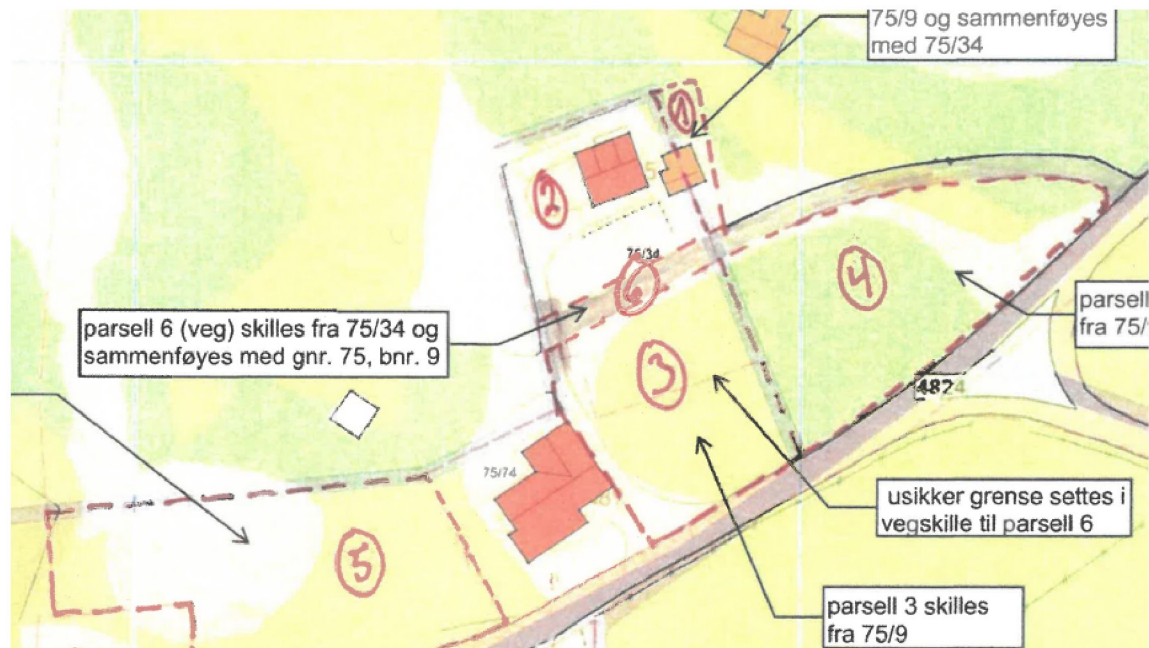 75/9 og sammenføyes
med 75/34
1
2
75/34
6
4
parsell 6 (veg) skilles fra 75/34 og
sammenføyes med gnr. 75, bnr. 9
parsell
fra 75/
3
4824
75/74
usikker grense settes i
vegskille til parsell 6
5
parsell 3 skilles
fra 75/9